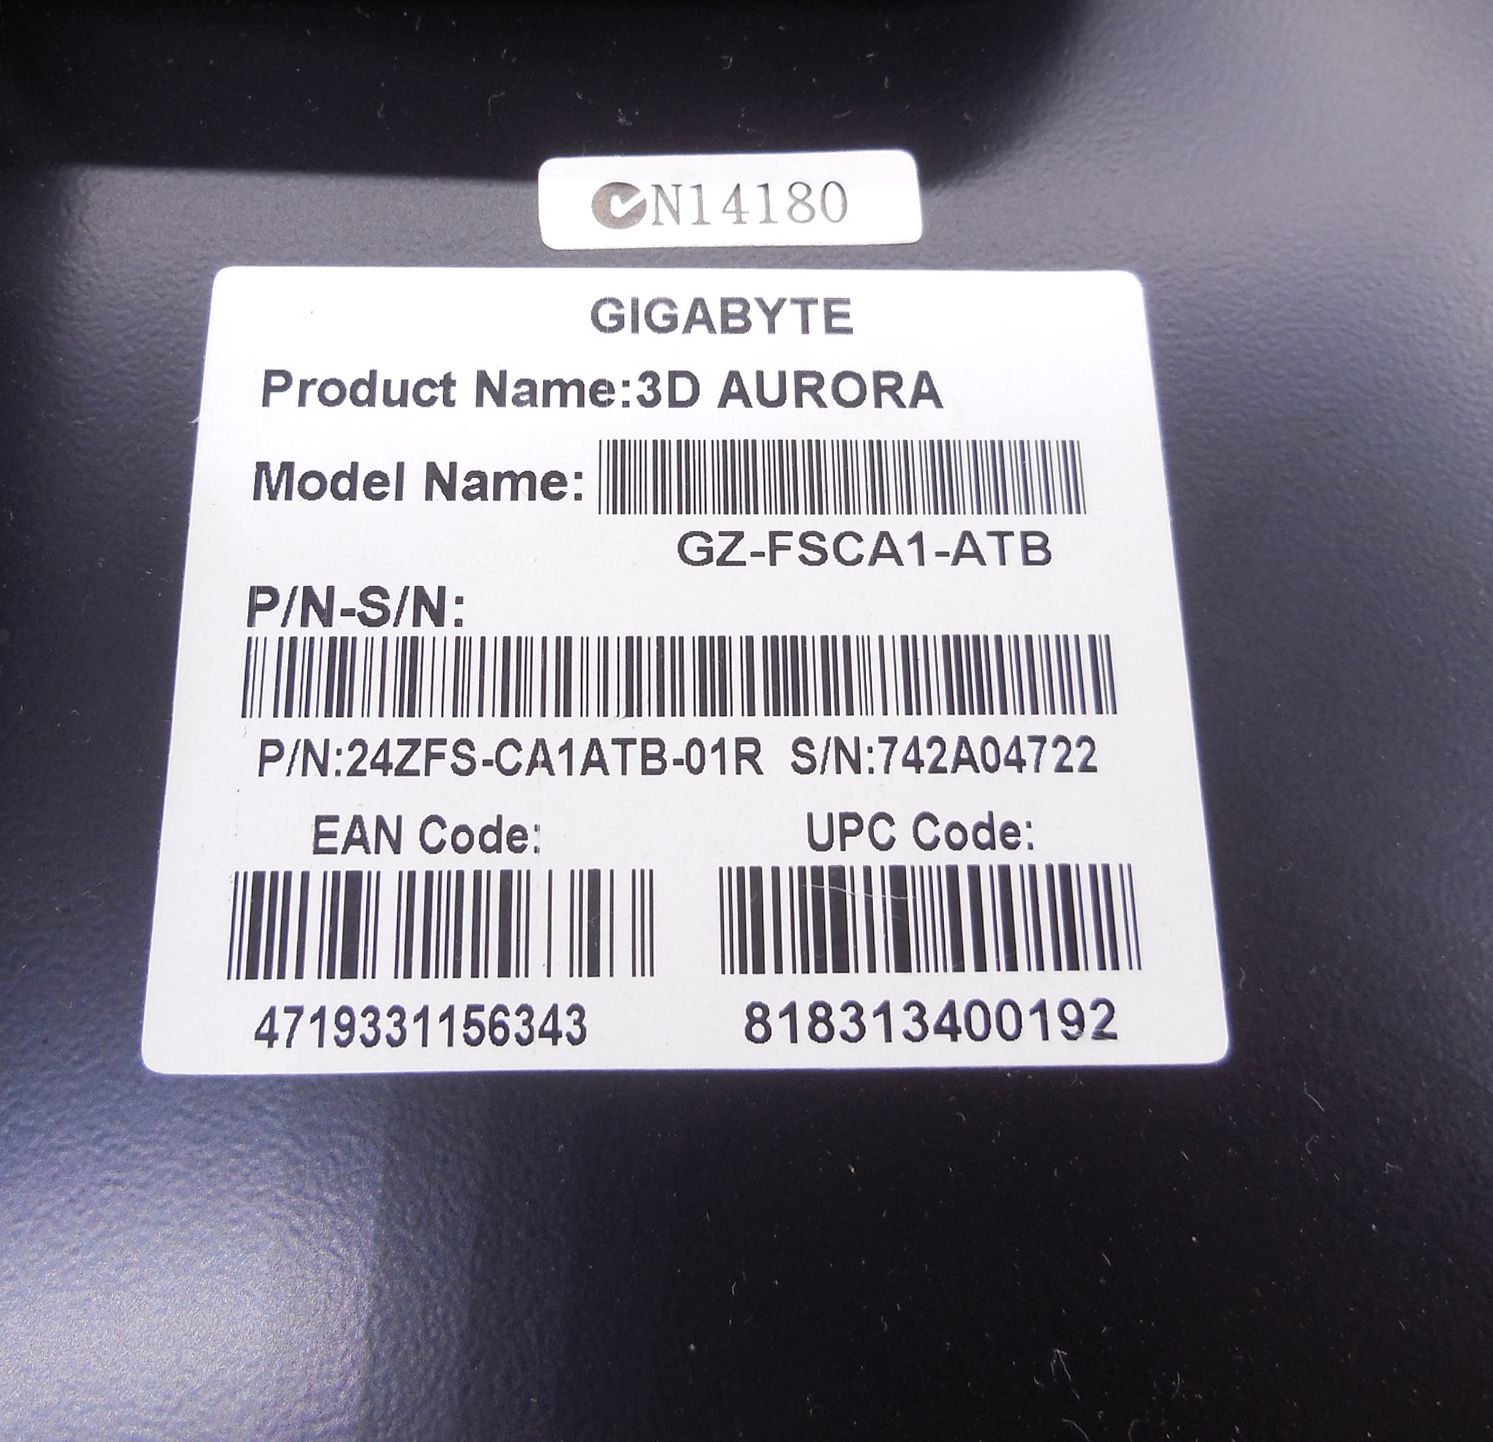 N14180
GIGABYTE
Product Name:3D AURORA
Model Name:
GZ-FSCA1-ATB
P/N-S/N:
P/N:24ZFS-CA1ATB-01R S/N:742A04722
EAN Code: UPC Code:
4719331156343 818313400192